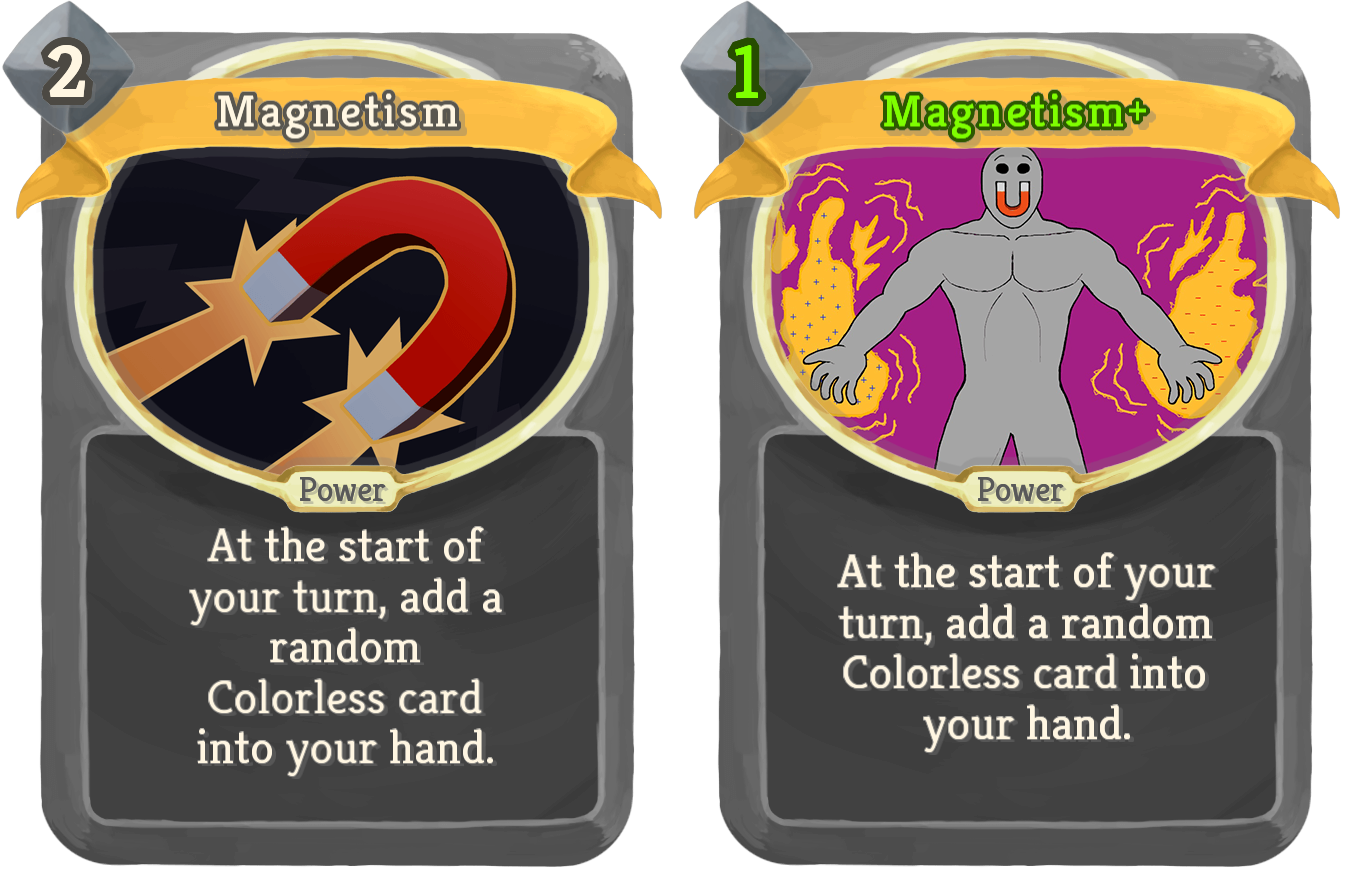 2
Magnetism
Power
At the start of
your turn, add a
random
Colorless card
into your hand.
1
Magnetism+
Power
At the start of your
turn, add a random
Colorless card into
your hand.